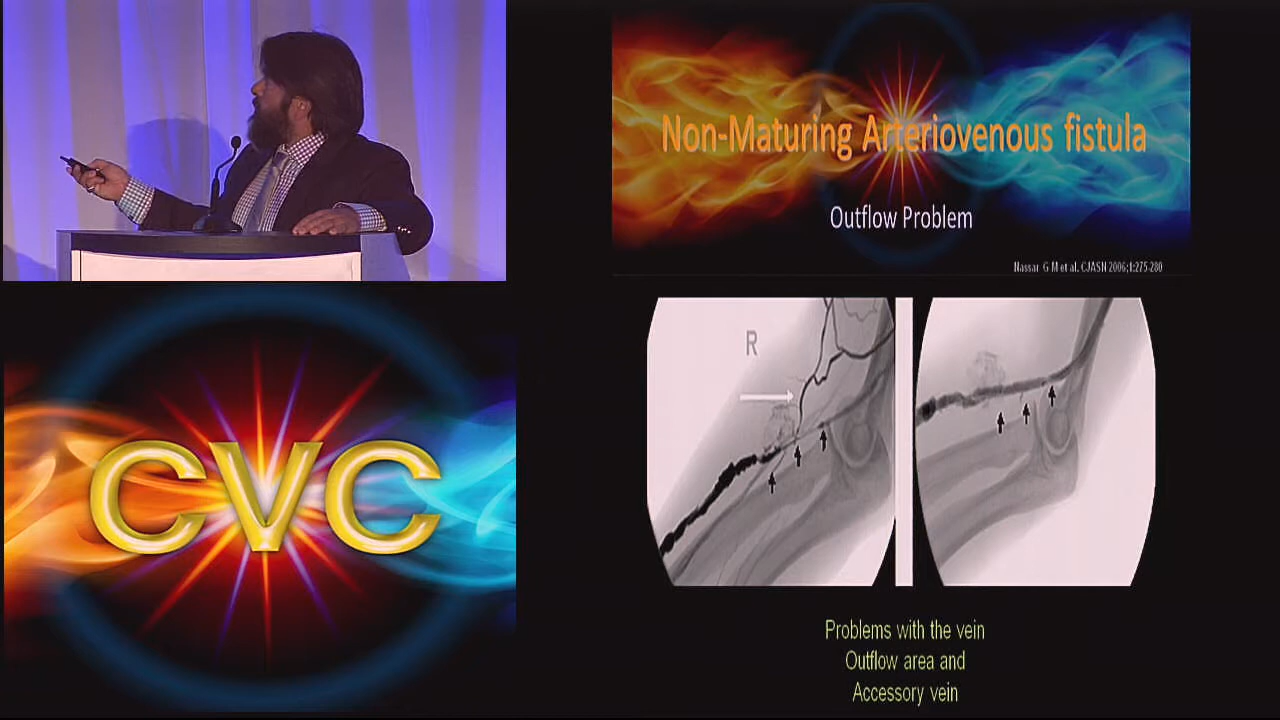 Non-Maturing Arteriovenous fistula
Outflow Problem
Nassar G M et al. CJASN 2006;1:275-280
R
CVC
Problems with the vein
Outflow area and
Accessory vein